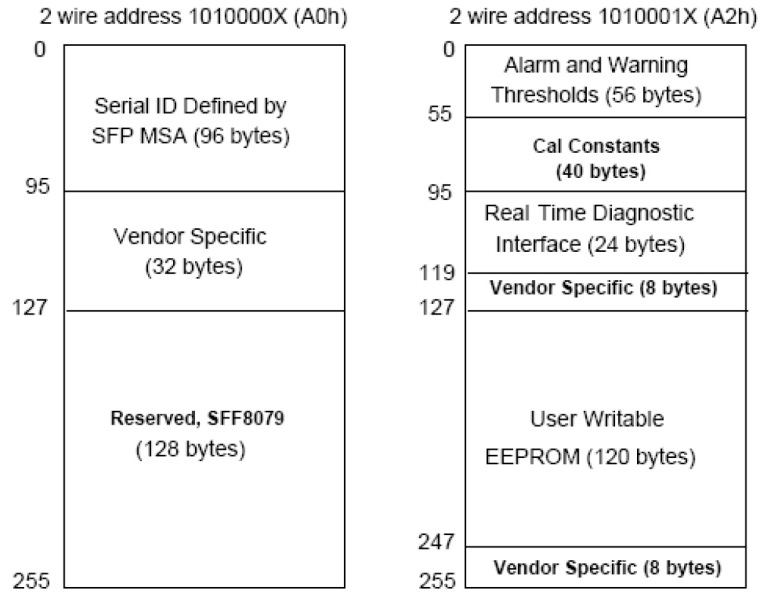 2 wire address 1010000X (A0h)
0
Serial ID Defined by
SFP MSA (96 bytes)
95
Vendor Specific
(32 bytes)
127
Reserved, SFF8079
(128 bytes)
255
2 wire address 1010001X (A2h)
0
Alarm and Warning
Thresholds (56 bytes)
55
Cal Constants
(40 bytes)
95
Real Time Diagnostic
Interface (24 bytes)
119
Vendor Specific (8 bytes)
127
User Writable
EEPROM (120 bytes)
247
Vendor Specific (8 bytes)
255